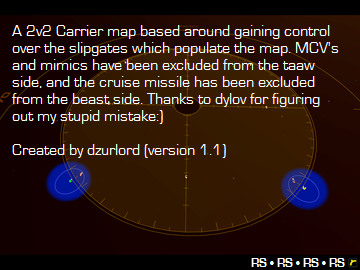 A 2v2 Carrier map based around gaining control
over the slipgates which populate the map. MCV's
and mimics have been excluded from the taaw
side, and the cruise missile has been excluded
from the beast side. Thanks to dylov for figuring
out my stupid mistake:)
Created by dzurlord (version 1.1)
RS • RS • RS • RS r